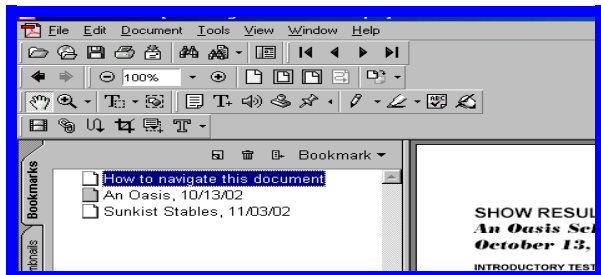 File Edit Document Tools View Window Help
100%
Bookmark
Bookmarks
How to navigate this document
An Oasis, 10/13/02
Sunkist Stables, 11/03/02
SHOW RESUL
An Oasis Sch
October 13,
INTRODUCTORY TEST